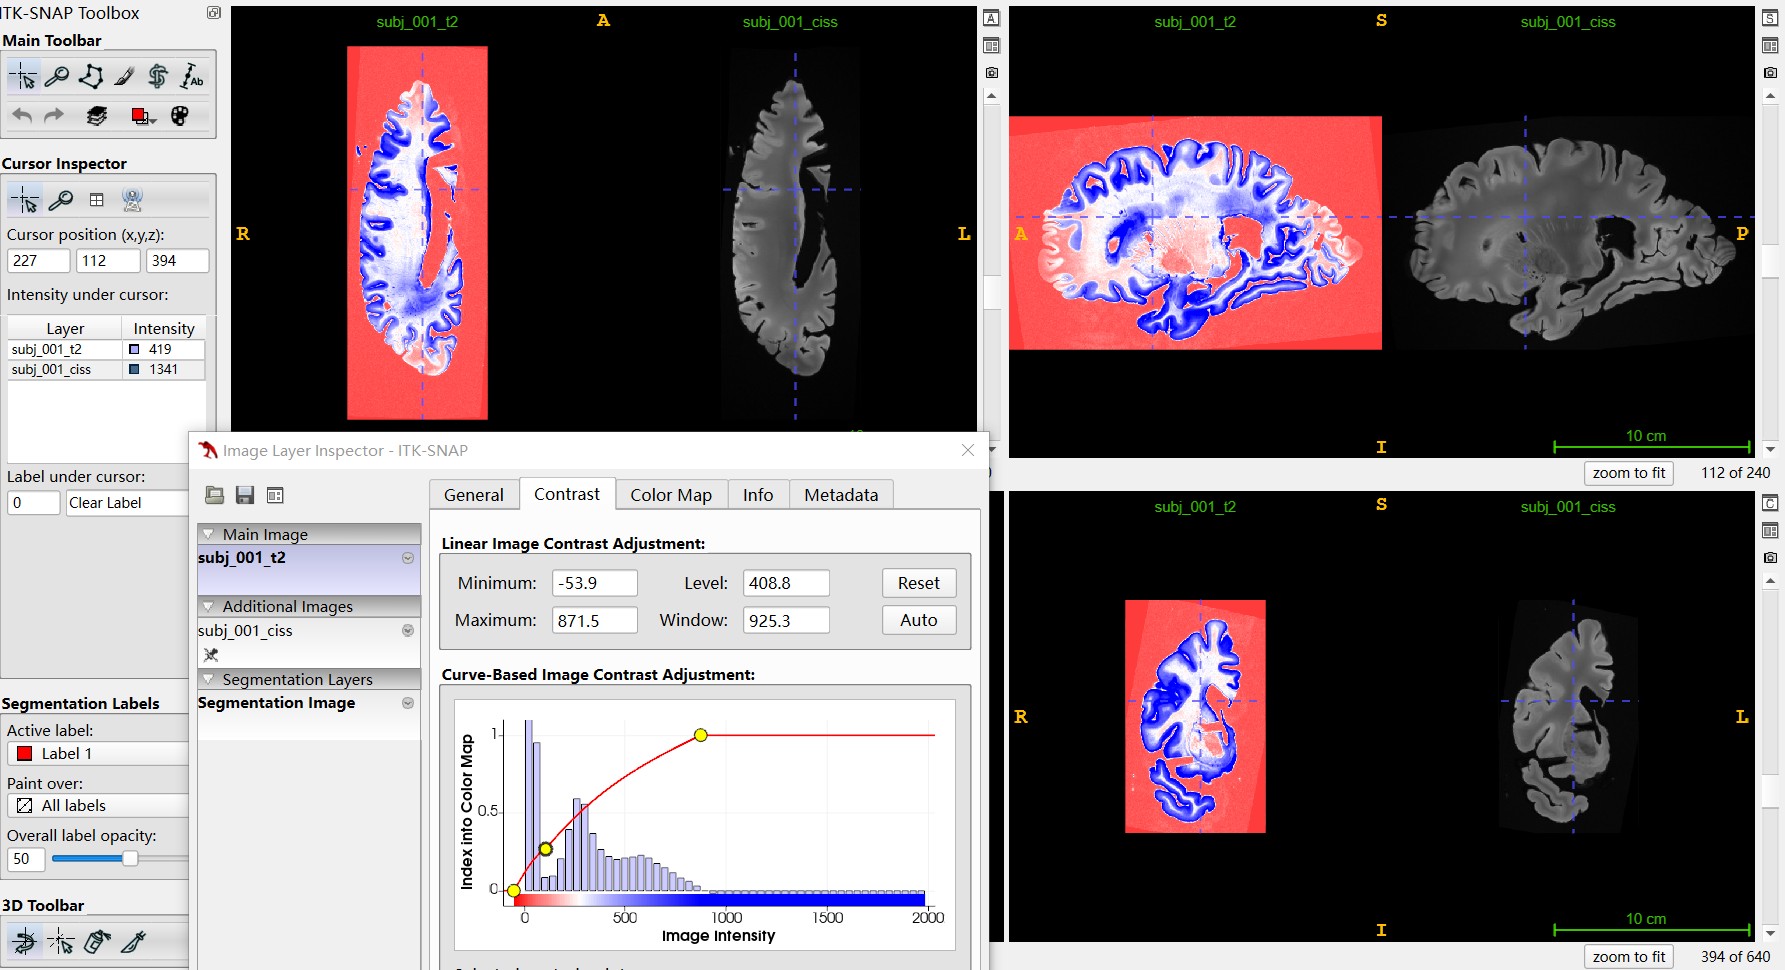 ITK-SNAP Toolbox
Main Toolbar
Ab
Cursor Inspector
Cursor position (x,y,z):
227 112 394
Intensity under cursor:
Layer Intensity
subj_001_t2 419
subj_001_ciss 1341
Label under cursor:
0 Clear Label
Segmentation Labels
Active label:
Label 1
Paint over:
All labels
Overall label opacity:
50
3D Toolbar
subj_001_t2 A subj_001_ciss
R L
A
subj_001_t2 S subj_001_ciss
A P
I
10 cm
S
zoom to fit 112 of 240
Image Layer Inspector - ITK-SNAP
General Contrast Color Map Info Metadata
Main Image
subj_001_t2
Additional Images
subj_001_ciss
Segmentation Layers
Segmentation Image
Linear Image Contrast Adjustment:
Minimum: -53.9 Level: 408.8 Reset
Maximum: 871.5 Window: 925.3 Auto
Curve-Based Image Contrast Adjustment:
Index into Color Map
1
0.5
0
0 500 1000 1500 2000
Image Intensity
subj_001_t2 S subj_001_ciss
R L
I
10 cm
C
zoom to fit 394 of 640